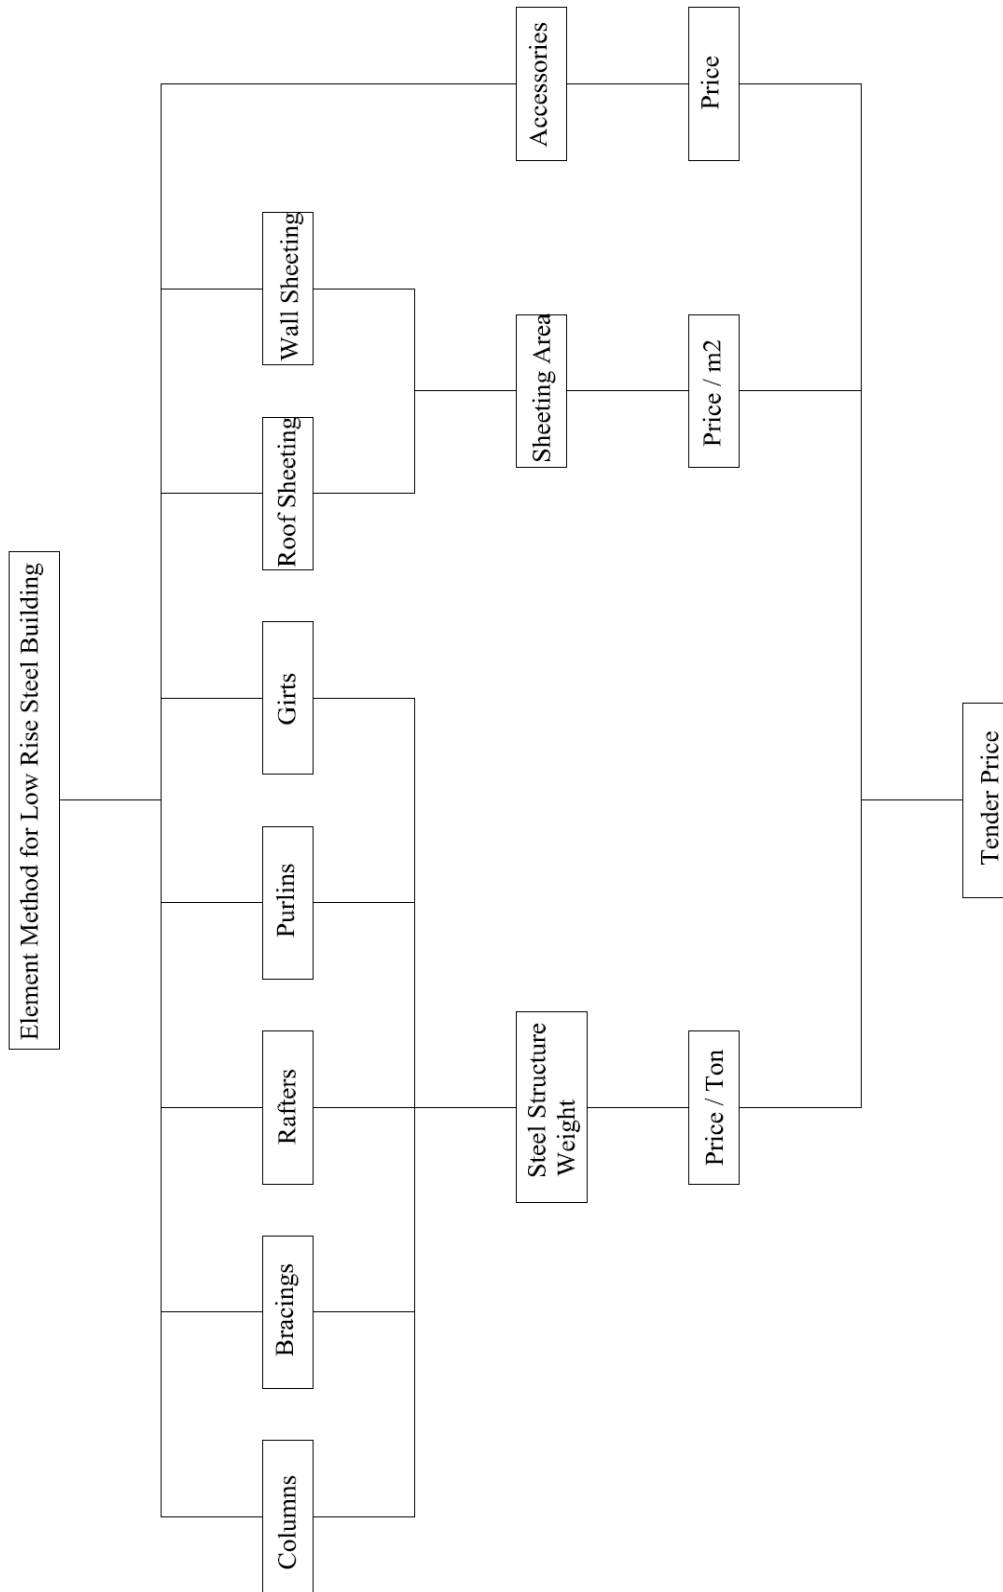 Element Method for Low Rise Steel Building
Columns
Bracings
Rafters
Purlins
Girts
Roof Sheeting
Wall Sheeting
Steel Structure
Weight
Sheeting Area
Accessories
Price / Ton
Price / m2
Price
Tender Price